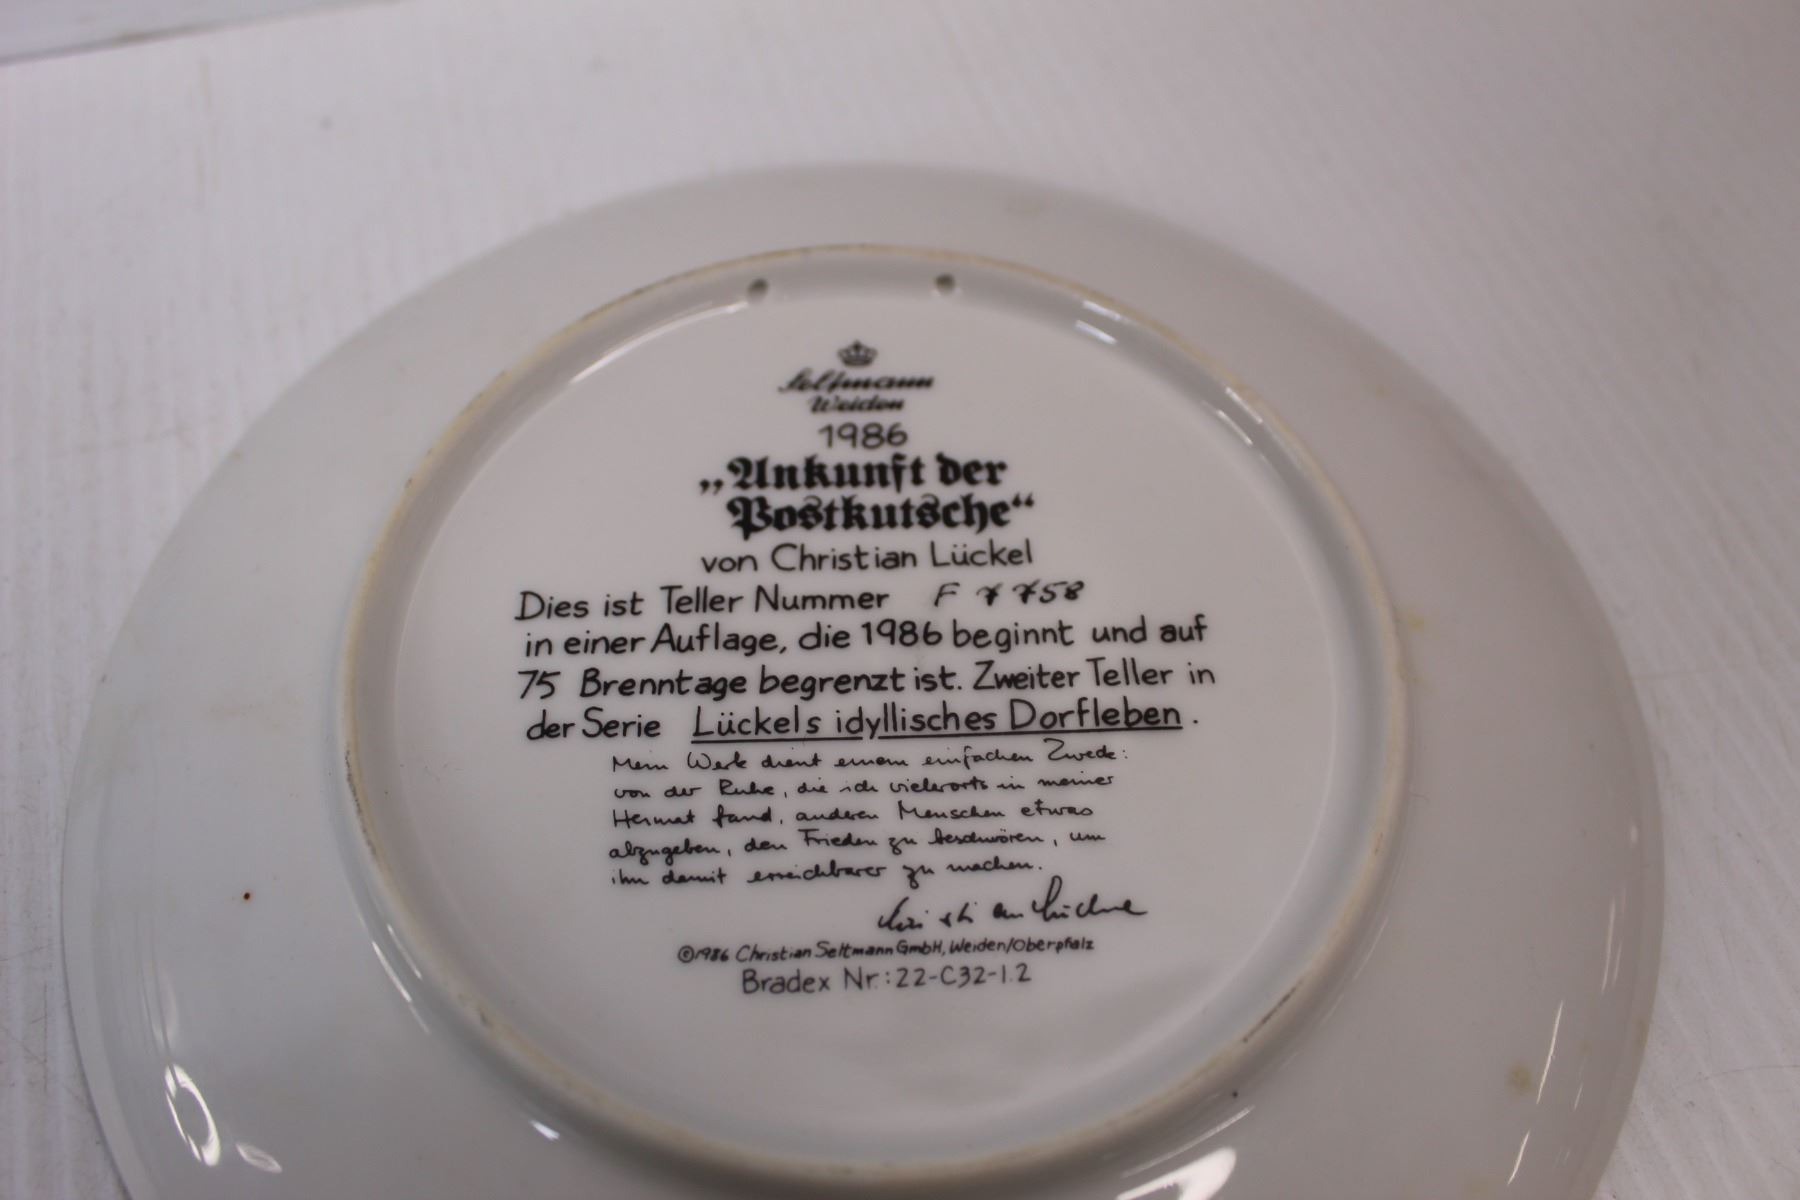 Seltmann
Weiden
1986
„Ankunft der
Postkutsche“
von Christian Lückel
Dies ist Teller Nummer F 7758
in einer Auflage, die 1986 beginnt und auf
75 Brenntage begrenzt ist. Zweiter Teller in
der Serie Lückels idyllisches Dorfleben.
Mein Werk dient einem einfachen Zwecke:
von der Ruhe, die ich vielerorts in meiner
Heimat fand, anderen Menschen etwas
abzugeben, den Frieden zu beschwören, um
ihn damit erreichbarer zu machen.
Christian Lückel
©1986 Christian Seltmann GmbH, Weiden/Oberpfalz
Bradex Nr.: 22-C32-1.2